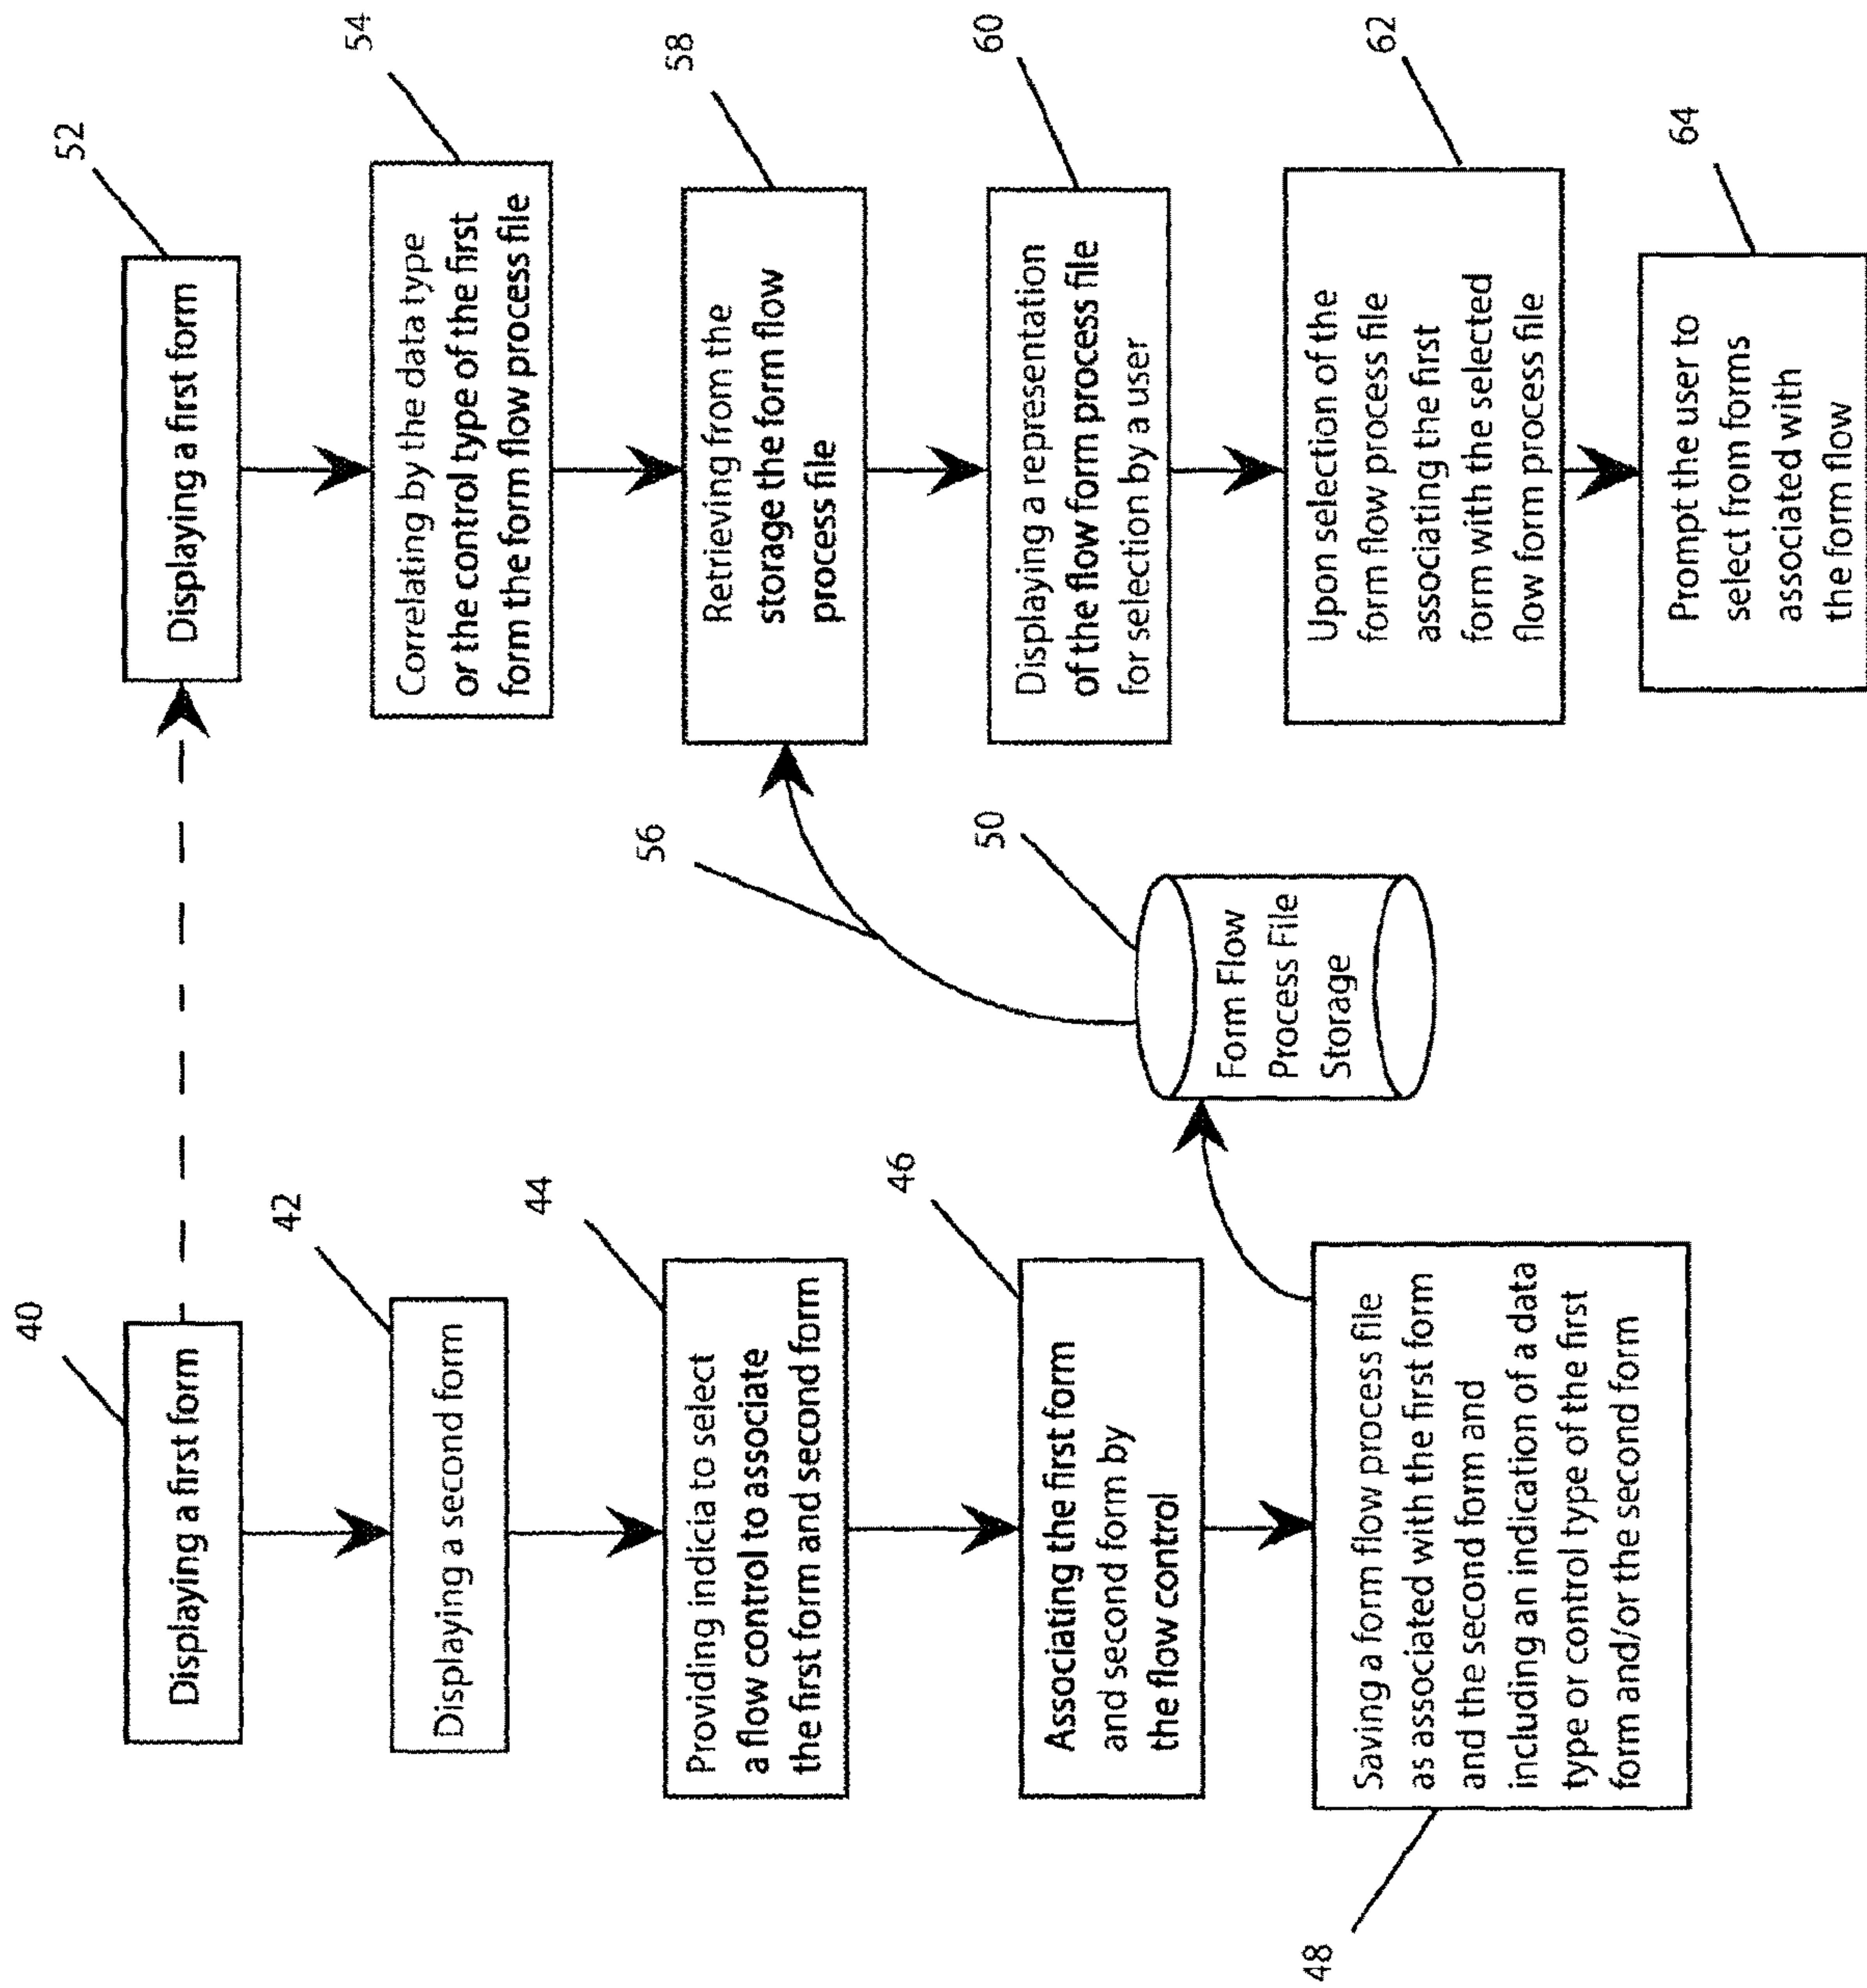 40
Displaying a first form
42
Displaying a second form
44
Providing indicia to select
a flow control to associate
the first form and second form
46
Associating the first form
and second form by
the flow control
48
Saving a form flow process file
as associated with the first form
and the second form and
including an indication of a data
type or control type of the first
form and/or the second form
50
Form Flow
Process File
Storage
56
52
Displaying a first form
54
Correlating by the data type
or the control type of the first
form the form flow process file
58
Retrieving from the
storage the form flow
process file
60
Displaying a representation
of the flow form process file
for selection by a user
62
Upon selection of the
form flow process file
associating the first
form with the selected
flow form process file
64
Prompt the user to
select from forms
associated with
the form flow